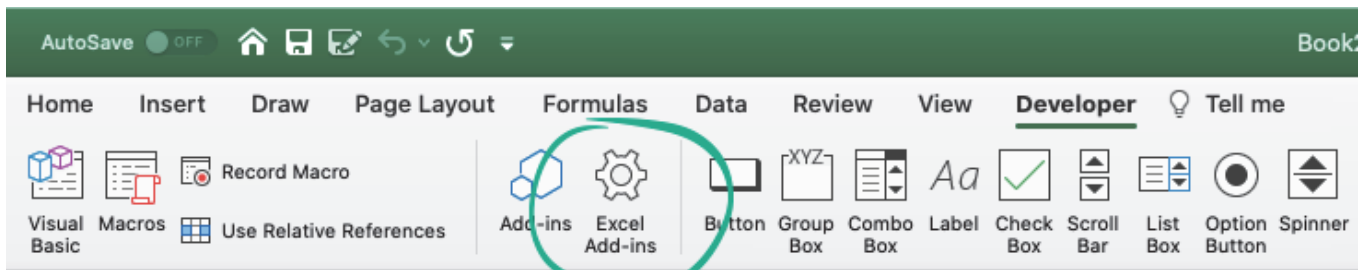 AutoSave OFF Book2
Home Insert Draw Page Layout Formulas Data Review View Developer Tell me
Visual Basic
Macros
Record Macro
Use Relative References
Add-ins
Excel Add-ins
Button
XYZ
Group Box
Combo Box
Aa
Label
Check Box
Scroll Bar
List Box
Option Button
Spinner